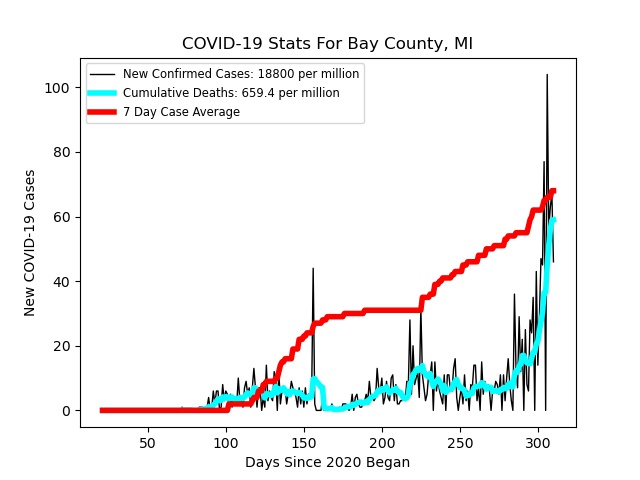 COVID-19 Stats For Bay County, MI
New Confirmed Cases: 18800 per million
Cumulative Deaths: 659.4 per million
7 Day Case Average
New COVID-19 Cases
100
80
60
40
20
0
50 100 150 200 250 300
Days Since 2020 Began